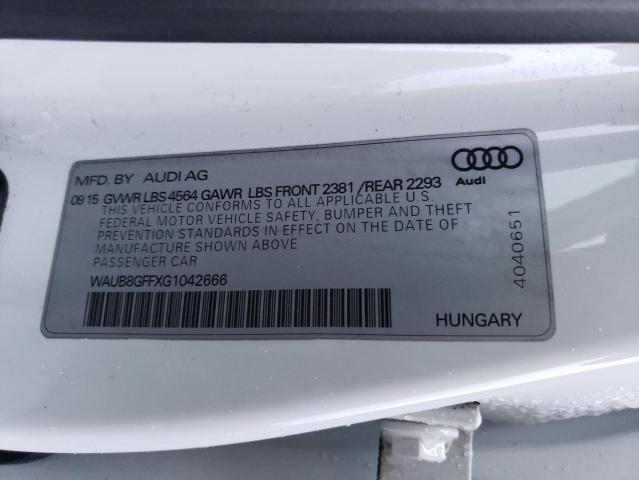 MFD. BY AUDI AG
08 15 GVWR LBS 4564 GAWR LBS FRONT 2381 /REAR 2293
Audi
THIS VEHICLE CONFORMS TO ALL APPLICABLE U.S.
FEDERAL MOTOR VEHICLE SAFETY, BUMPER AND THEFT
PREVENTION STANDARDS IN EFFECT ON THE DATE OF
MANUFACTURE SHOWN ABOVE
PASSENGER CAR
WAUB8GFFXG1042666
HUNGARY
4040651